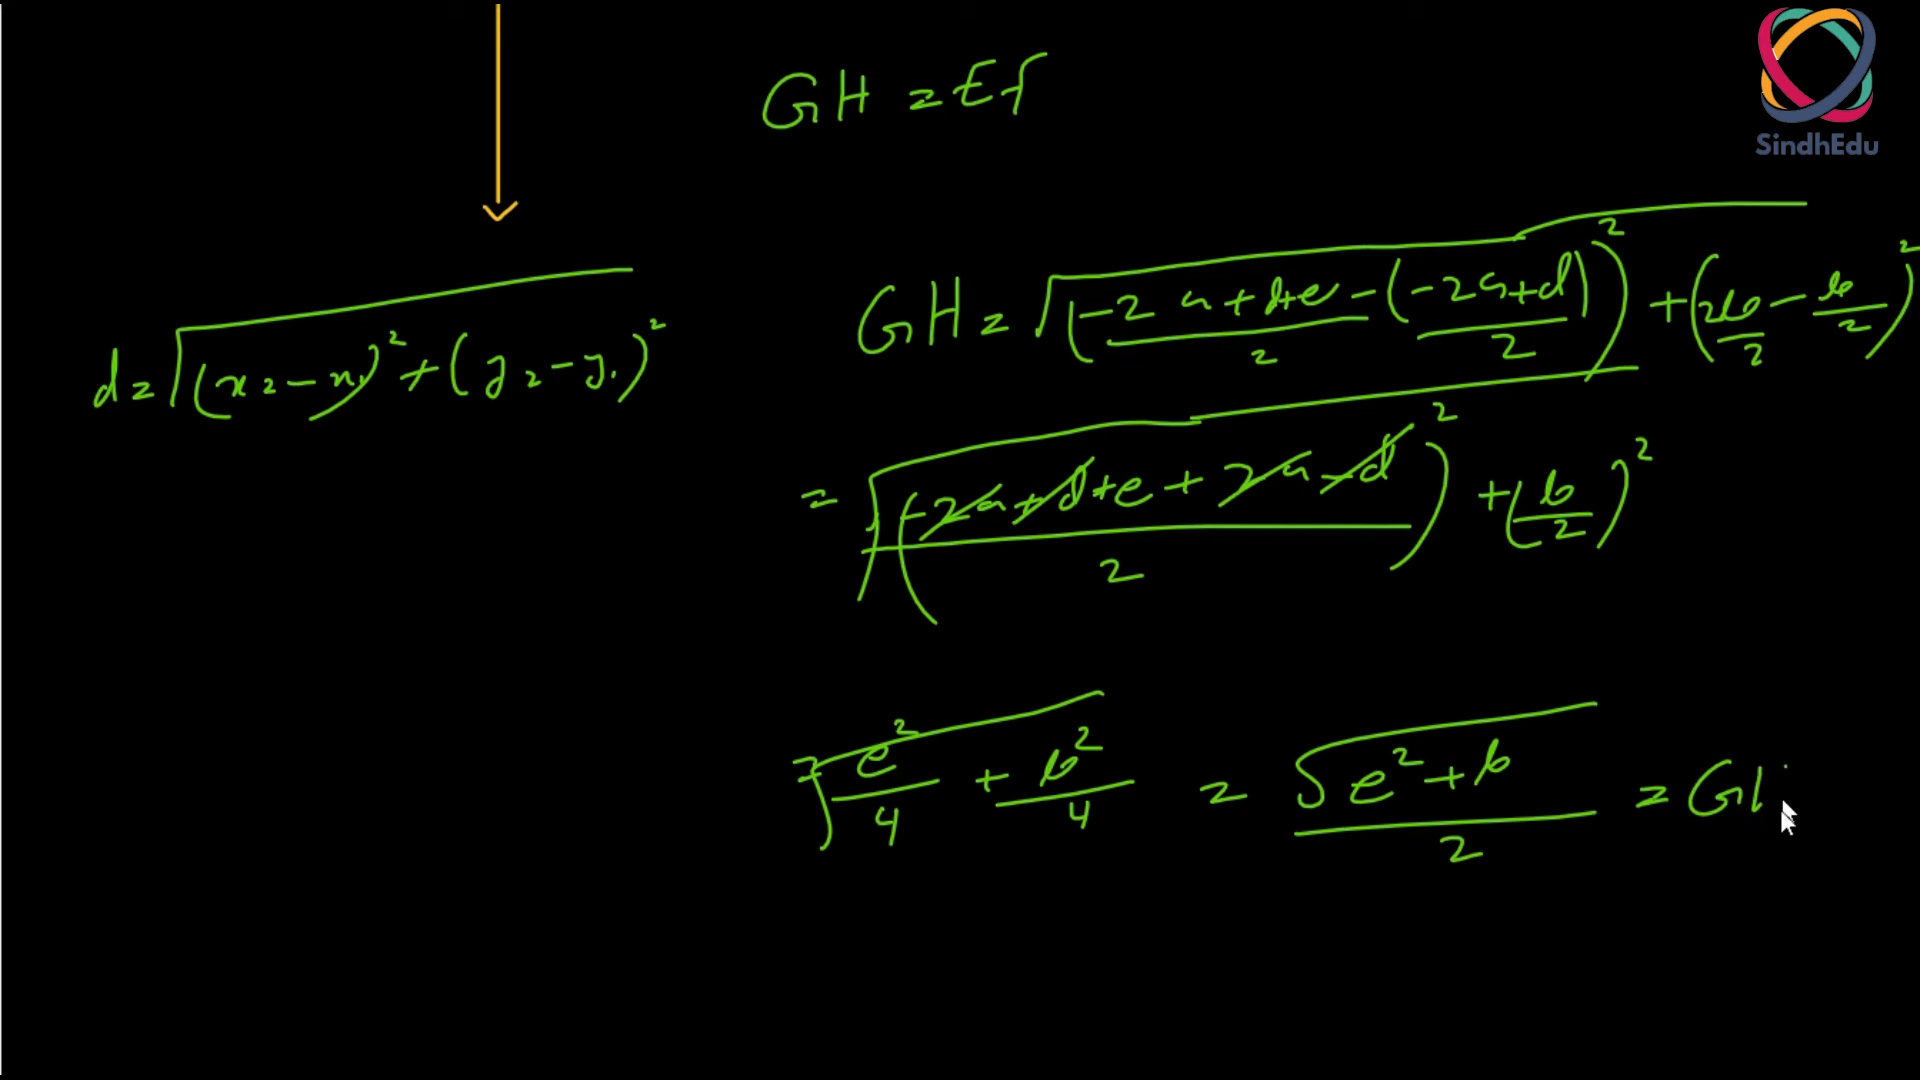 GH = EF
SindhEdu
d = √(x₂ - x₁)² + (y₂ - y₁)²
GH = √((-2a+d+e)/2 - (-2a+d)/2)² + (2b/2 - b/2)²
= √((-2a+d+e+2a-d)/2)² + (b/2)²
= √e²/4 + b²/4 = √e²+b/2 = GH